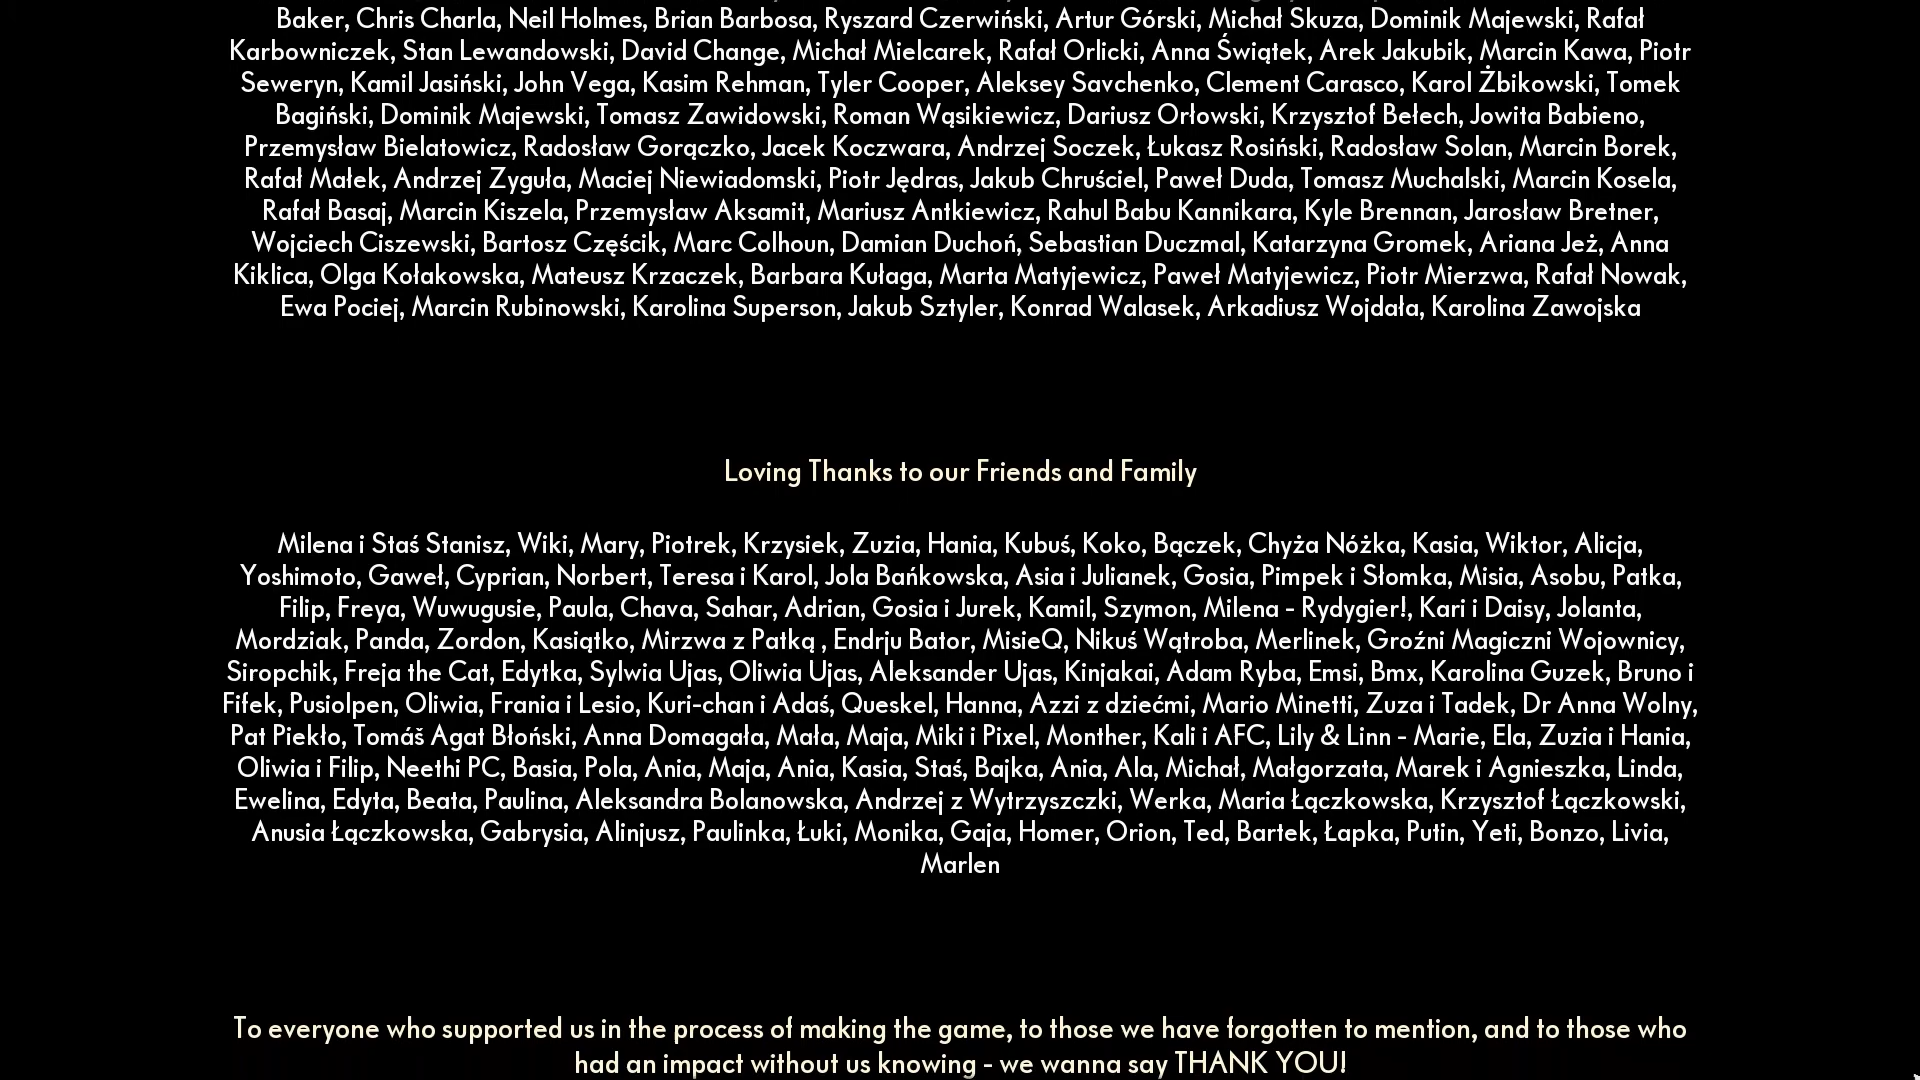 Baker, Chris Charla, Neil Holmes, Brian Barbosa, Ryszard Czerwiński, Artur Górski, Michał Skuza, Dominik Majewski, Rafał
Karbowniczek, Stan Lewandowski, David Change, Michał Mielcarek, Rafał Orlicki, Anna Świątek, Arek Jakubik, Marcin Kawa, Piotr
Seweryn, Kamil Jasiński, John Vega, Kasim Rehman, Tyler Cooper, Aleksey Savchenko, Clement Carasco, Karol Żbikowski, Tomek
Bagiński, Dominik Majewski, Tomasz Zawidowski, Roman Wąsikiewicz, Dariusz Orłowski, Krzysztof Bełech, Jowita Babieno,
Przemysław Bielatowicz, Radosław Gorączko, Jacek Koczwara, Andrzej Soczek, Łukasz Rosiński, Radosław Solan, Marcin Borek,
Rafał Małek, Andrzej Zyguła, Maciej Niewiadomski, Piotr Jędras, Jakub Chruściel, Paweł Duda, Tomasz Muchalski, Marcin Kosela,
Rafał Basaj, Marcin Kiszela, Przemysław Aksamit, Mariusz Antkiewicz, Rahul Babu Kannikara, Kyle Brennan, Jarosław Bretner,
Wojciech Ciszewski, Bartosz Częścik, Marc Colhoun, Damian Duchoń, Sebastian Duczmal, Katarzyna Gromek, Ariana Jeż, Anna
Kiklica, Olga Kołakowska, Mateusz Krzaczek, Barbara Kułaga, Marta Matyjewicz, Paweł Matyjewicz, Piotr Mierzwa, Rafał Nowak,
Ewa Pociej, Marcin Rubinowski, Karolina Superson, Jakub Sztyler, Konrad Walasek, Arkadiusz Wojdała, Karolina Zawojska
Loving Thanks to our Friends and Family
Milena i Staś Stanisz, Wiki, Mary, Piotrek, Krzysiek, Zuzia, Hania, Kubuś, Koko, Bączek, Chyża Nóżka, Kasia, Wiktor, Alicja,
Yoshimoto, Gaweł, Cyprian, Norbert, Teresa i Karol, Jola Bańkowska, Asia i Julianek, Gosia, Pimpek i Słomka, Misia, Asobu, Patka,
Filip, Freya, Wuwugusie, Paula, Chava, Sahar, Adrian, Gosia i Jurek, Kamil, Szymon, Milena - Rydygier!, Kari i Daisy, Jolanta,
Mordziak, Panda, Zordon, Kasiątko, Mirzwa z Patką , Endrju Bator, MisieQ, Nikuś Wątroba, Merlinek, Groźni Magiczni Wojownicy,
Siropchik, Freja the Cat, Edytka, Sylwia Ujas, Oliwia Ujas, Aleksander Ujas, Kinjakai, Adam Ryba, Emsi, Bmx, Karolina Guzek, Bruno i
Fifek, Pusiolpen, Oliwia, Frania i Lesio, Kuri-chan i Adaś, Queskel, Hanna, Azzi z dziećmi, Mario Minetti, Zuza i Tadek, Dr Anna Wolny,
Pat Piekło, Tomáš Agat Błoński, Anna Domagała, Mała, Maja, Miki i Pixel, Monther, Kali i AFC, Lily & Linn - Marie, Ela, Zuzia i Hania,
Oliwia i Filip, Neethi PC, Basia, Pola, Ania, Maja, Ania, Kasia, Staś, Bajka, Ania, Ala, Michał, Małgorzata, Marek i Agnieszka, Linda,
Ewelina, Edyta, Beata, Paulina, Aleksandra Bolanowska, Andrzej z Wytrzyszczki, Werka, Maria Łączkowska, Krzysztof Łączkowski,
Anusia Łączkowska, Gabrysia, Alinjusz, Paulinka, Łuki, Monika, Gaja, Homer, Orion, Ted, Bartek, Łapka, Putin, Yeti, Bonzo, Livia,
Marlen
To everyone who supported us in the process of making the game, to those we have forgotten to mention, and to those who
had an impact without us knowing - we wanna say THANK YOU!